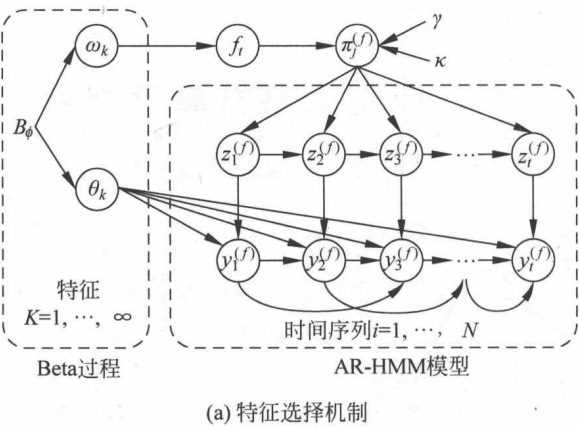 ω_k f_t π_j^(f) γ
κ
B_ϕ
z_1^(f) z_2^(f) z_3^(f) … z_t^(f)
θ_k
y_1^(f) y_2^(f) y_3^(f) … y_t^(f)
特征
K=1, …, ∞
时间序列i=1, …, N
Beta过程 AR-HMM模型
(a) 特征选择机制